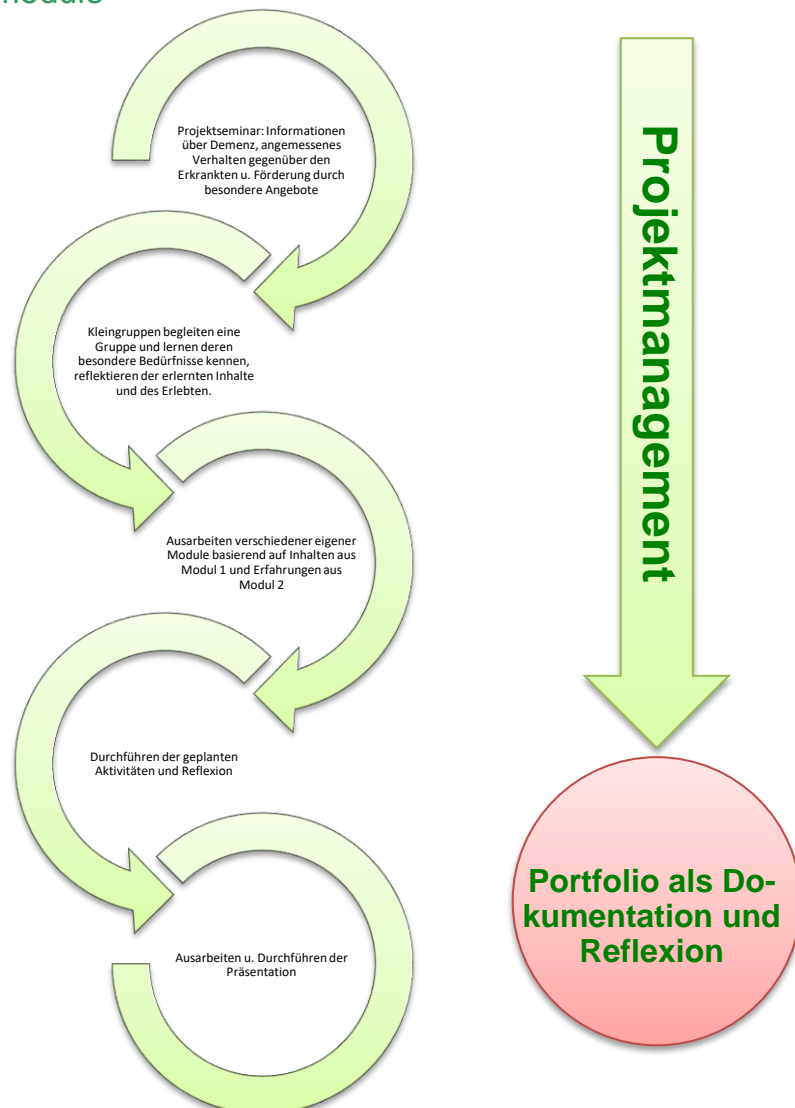 Projektseminar: Informationen
über Demenz, angemessenes
Verhalten gegenüber den
Erkrankten u. Förderung durch
besondere Angebote
Kleingruppen begleiten eine
Gruppe und lernen deren
besondere Bedürfnisse kennen,
reflektieren der erlernten Inhalte
und des Erlebten.
Ausarbeiten verschiedener eigener
Module basierend auf Inhalten aus
Modul 1 und Erfahrungen aus
Modul 2
Durchführen der geplanten
Aktivitäten und Reflexion
Ausarbeiten u. Durchführen der
Präsentation
Projektmanagement
Portfolio als Do-
kumentation und
Reflexion